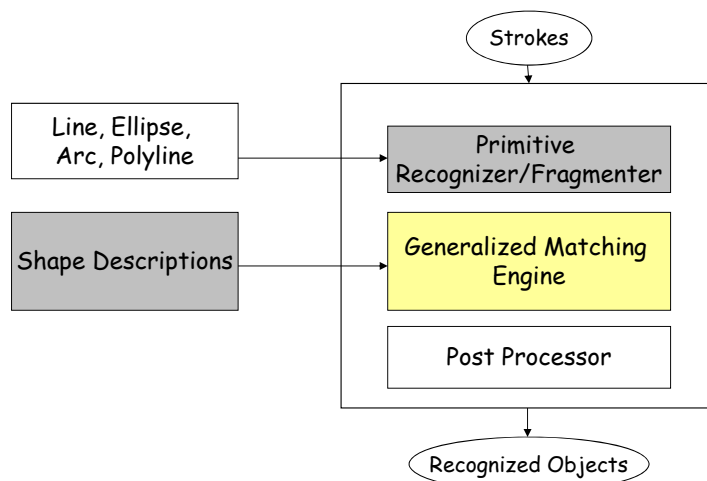 Strokes
Line, Ellipse,
Arc, Polyline
Primitive
Recognizer/Fragmenter
Shape Descriptions
Generalized Matching
Engine
Post Processor
Recognized Objects